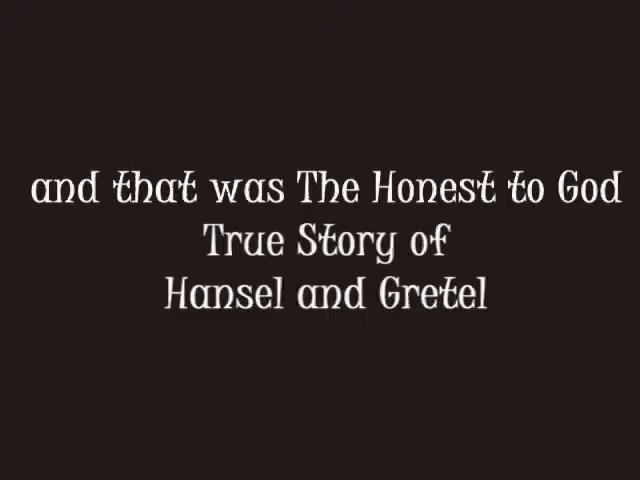 and that was The Honest to God
True Story of
Hansel and Gretel